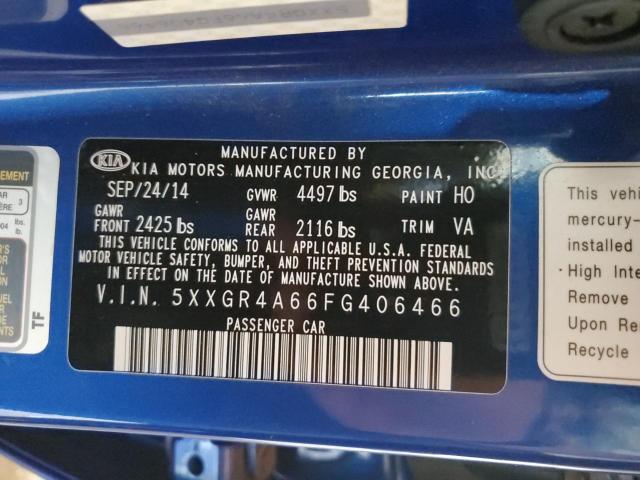 MANUFACTURED BY
KIA KIA MOTORS MANUFACTURING GEORGIA, INC
SEP/24/14 GVWR 4497 lbs PAINT HO
GAWR FRONT 2425 lbs GAWR REAR 2116 lbs TRIM VA
THIS VEHICLE CONFORMS TO ALL APPLICABLE U.S.A. FEDERAL
MOTOR VEHICLE SAFETY, BUMPER, AND THEFT PREVENTION STANDARDS
IN EFFECT ON THE DATE OF MANUFACTURE SHOWN ABOVE.
V.I.N. 5XXGR4A66FG406466
PASSENGER CAR
TF
This vehi
mercury-
installed
· High Inte
Remove
Upon Re
Recycle